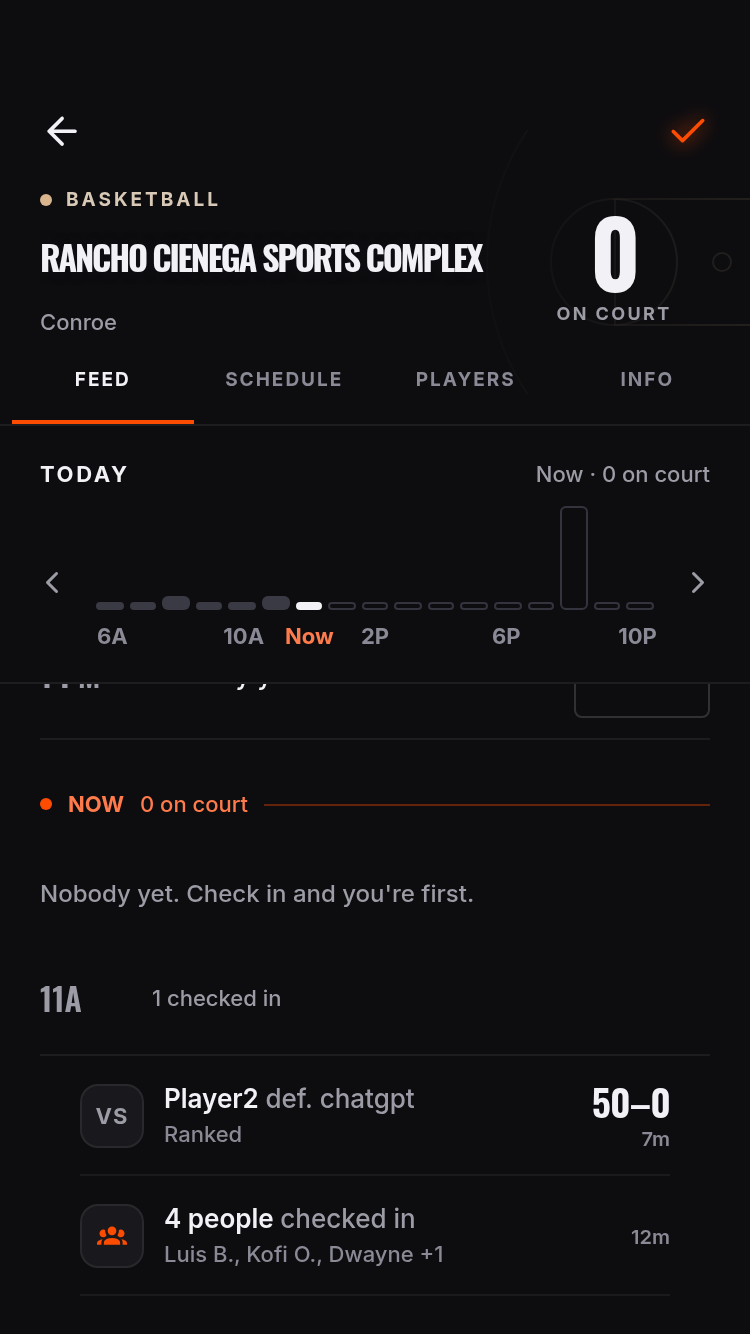 BASKETBALL
RANCHO CIENEGA SPORTS COMPLEX
Conroe
0
ON COURT
FEED SCHEDULE PLAYERS INFO
TODAY Now · 0 on court
6A 10A Now 2P 6P 10P
NOW 0 on court
Nobody yet. Check in and you're first.
11A 1 checked in
VS Player2 def. chatgpt 50–0
Ranked 7m
4 people checked in 12m
Luis B., Kofi O., Dwayne +1